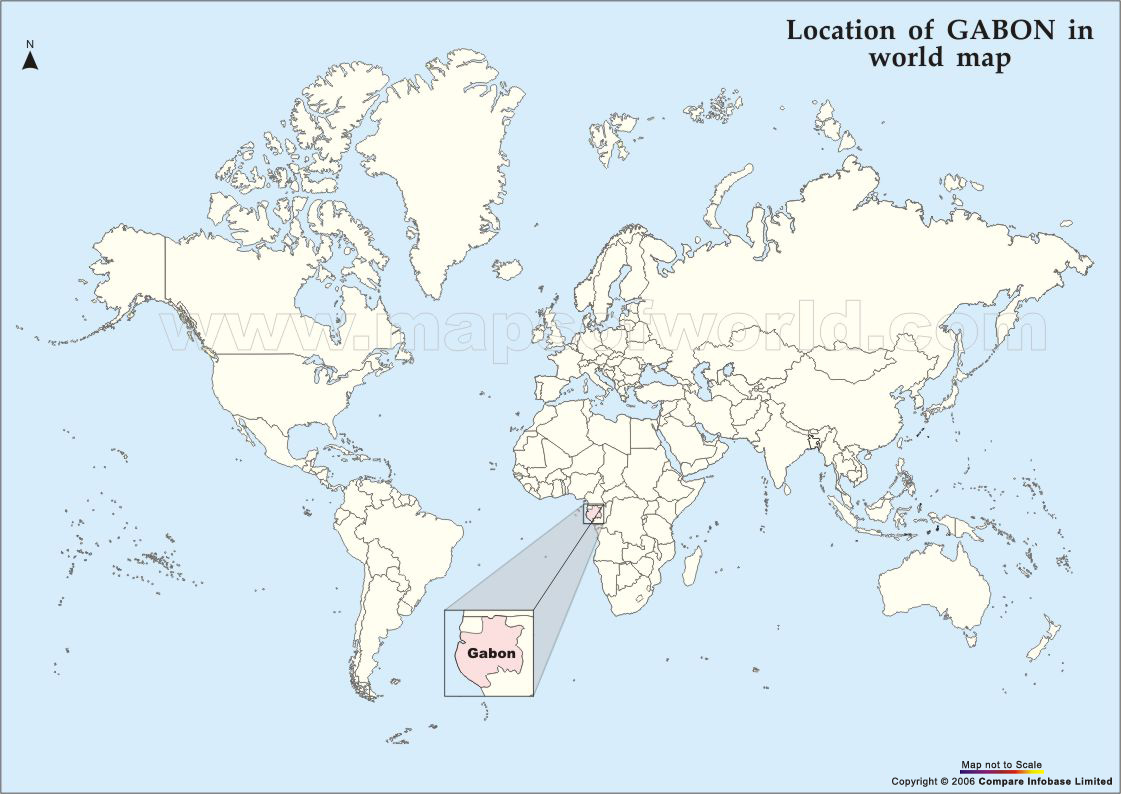 Location of GABON in
world map
N
www.mapsofworld.com
Gabon
Map not to Scale
Copyright © 2006 Compare Infobase Limited